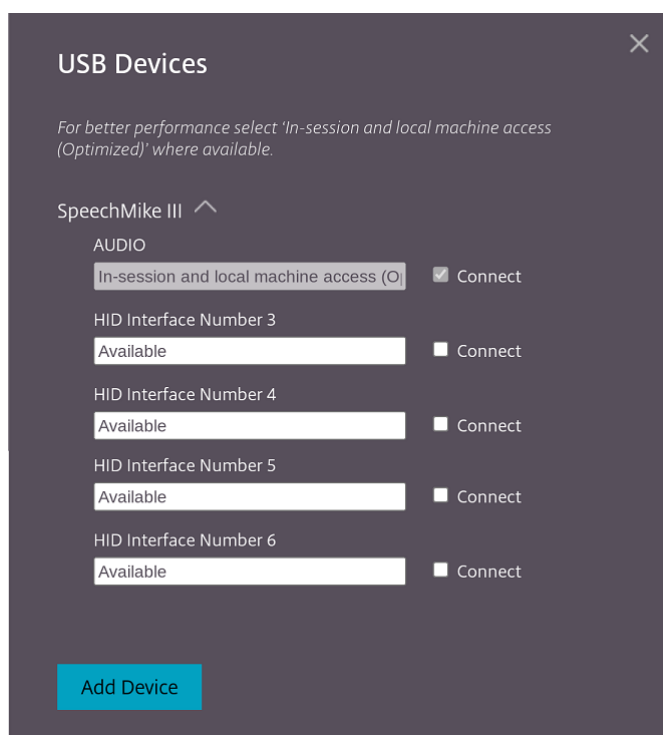 USB Devices
For better performance select ‘In-session and local machine access
(Optimized)’ where available.
SpeechMike III
AUDIO
In-session and local machine access (O
Connect
HID Interface Number 3
Available
Connect
HID Interface Number 4
Available
Connect
HID Interface Number 5
Available
Connect
HID Interface Number 6
Available
Connect
Add Device